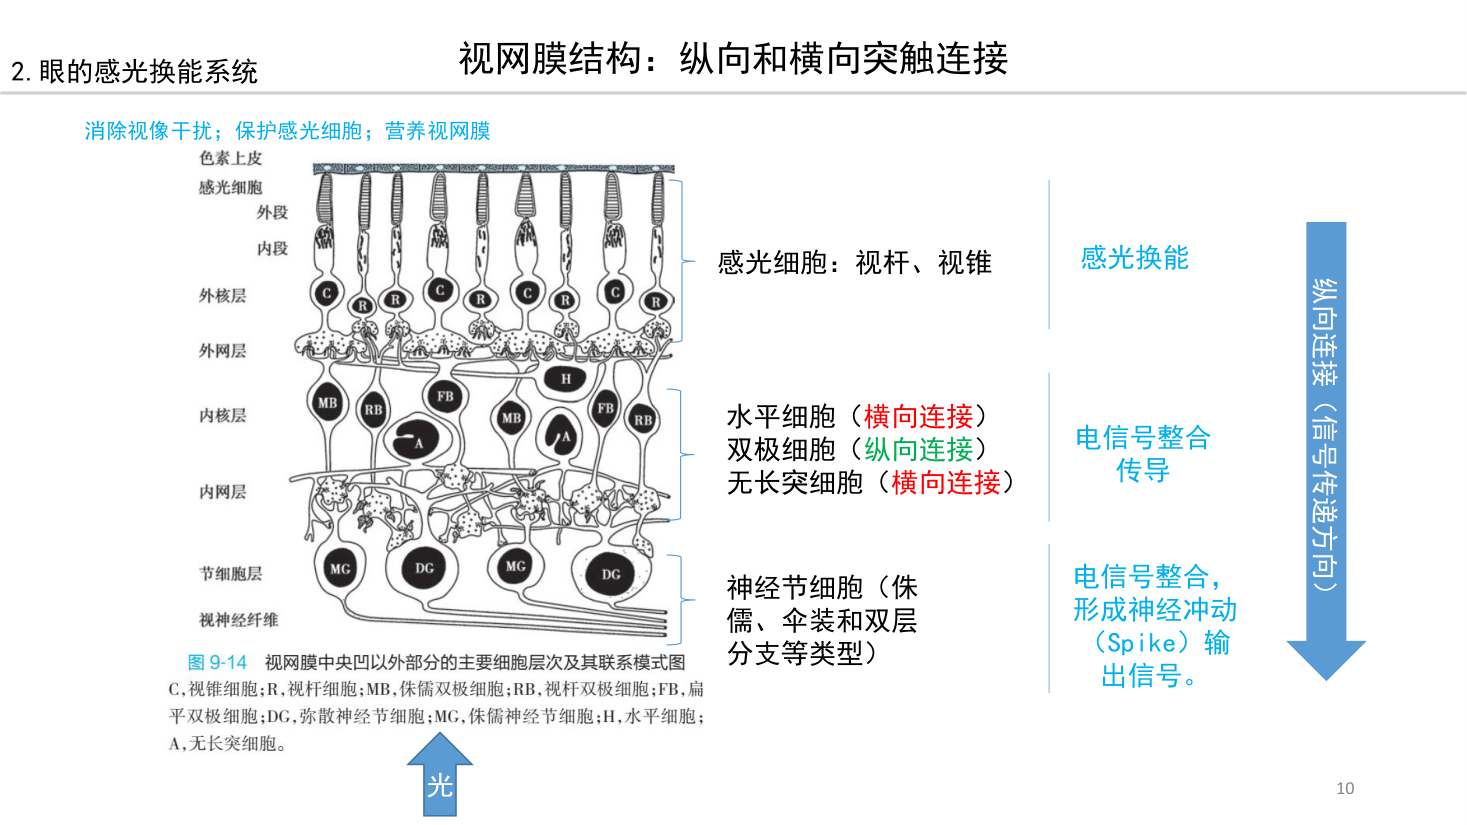 2.眼的感光换能系统
视网膜结构：纵向和横向突触连接
消除视像干扰；保护感光细胞；营养视网膜
色素上皮
感光细胞
外段
内段
外核层
外网层
内核层
内网层
节细胞层
视神经纤维
C R R C R C R C R
H
MB RB FB MB FB RB
A A
MG DG MG DG
图 9-14 视网膜中央凹以外部分的主要细胞层次及其联系模式图
C,视锥细胞;R,视杆细胞;MB,侏儒双极细胞;RB,视杆双极细胞;FB,扁
平双极细胞;DG,弥散神经节细胞;MG,侏儒神经节细胞;H,水平细胞;
A,无长突细胞。
光
感光细胞：视杆、视锥
水平细胞（横向连接）
双极细胞（纵向连接）
无长突细胞（横向连接）
神经节细胞（侏
儒、伞装和双层
分支等类型）
感光换能
电信号整合
传导
电信号整合，
形成神经冲动
（Spike）输
出信号。
纵向连接（信号传递方向）
10